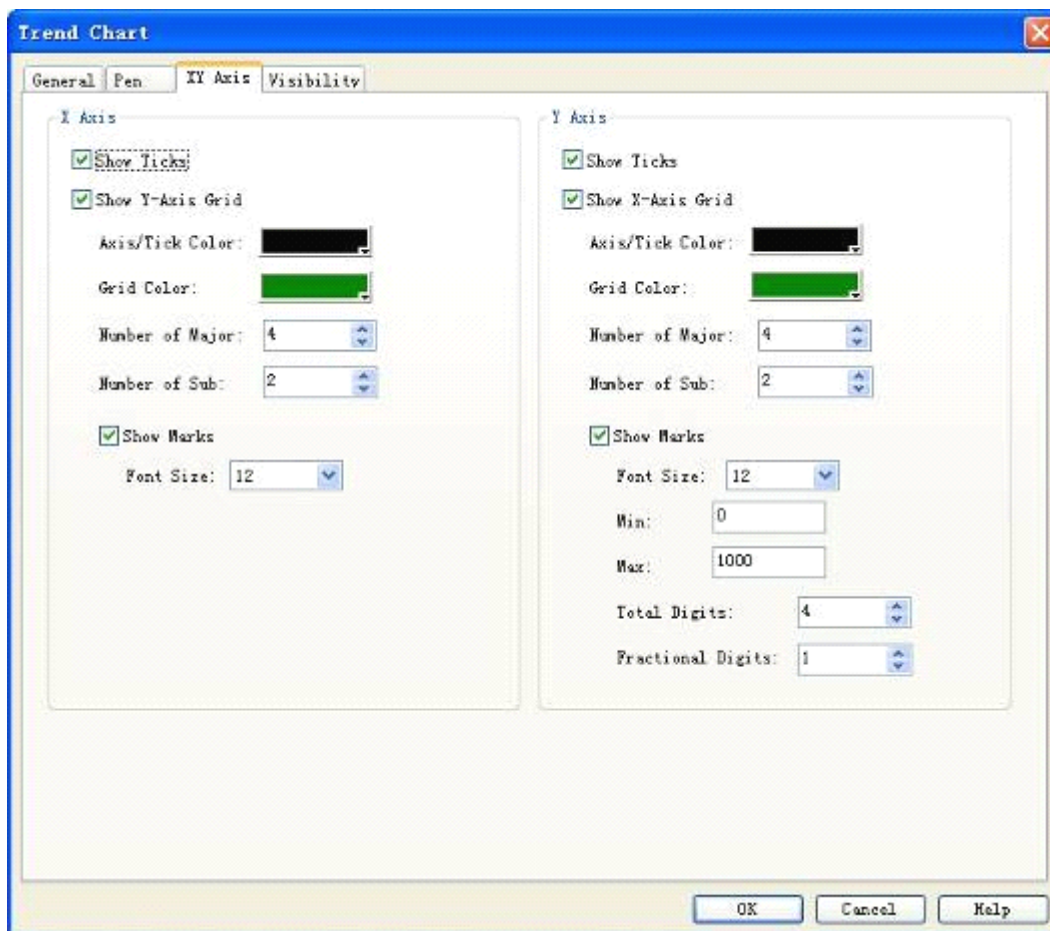 Trend Chart
General Pen XY Axis Visibility
X Axis
Show Ticks
Show Y-Axis Grid
Axis/Tick Color:
Grid Color:
Number of Major: 4
Number of Sub: 2
Show Marks
Font Size: 12
Y Axis
Show Ticks
Show X-Axis Grid
Axis/Tick Color:
Grid Color:
Number of Major: 4
Number of Sub: 2
Show Marks
Font Size: 12
Min: 0
Max: 1000
Total Digits: 4
Fractional Digits: 1
OK Cancel Help